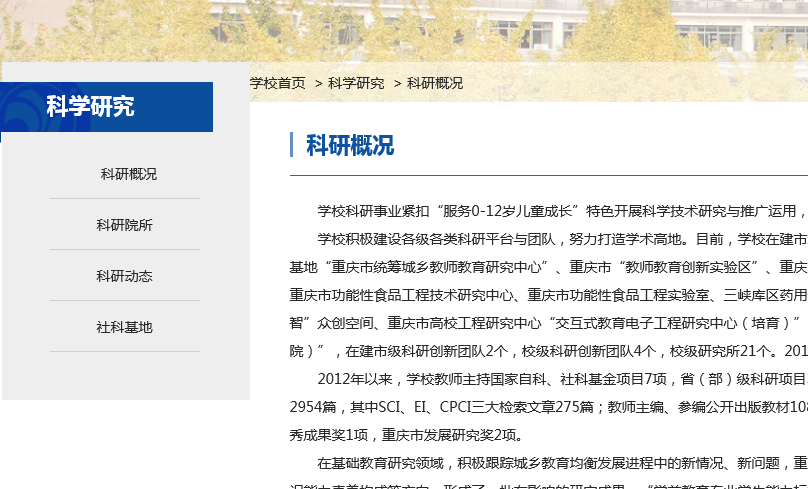 学校首页 > 科学研究 > 科研概况
科学研究
科研概况
科研院所
科研动态
社科基地
科研概况
学校科研事业紧扣“服务0-12岁儿童成长”特色开展科学技术研究与推广运用，
学校积极建设各级各类科研平台与团队，努力打造学术高地。目前，学校在建市
基地“重庆市统筹城乡教师教育研究中心”、重庆市“教师教育创新实验区”、重庆
重庆市功能性食品工程技术研究中心、重庆市功能性食品工程实验室、三峡库区药用
智”众创空间、重庆市高校工程研究中心“交互式教育电子工程研究中心（培育）”
院）”，在建市级科研创新团队2个，校级科研创新团队4个，校级研究所21个。201
2012年以来，学校教师主持国家自科、社科基金项目7项，省（部）级科研项目
2954篇，其中SCI、EI、CPCI三大检索文章275篇；教师主编、参编公开出版教材108
秀成果奖1项，重庆市发展研究奖2项。
在基础教育研究领域，积极跟踪城乡教育均衡发展进程中的新情况、新问题，重